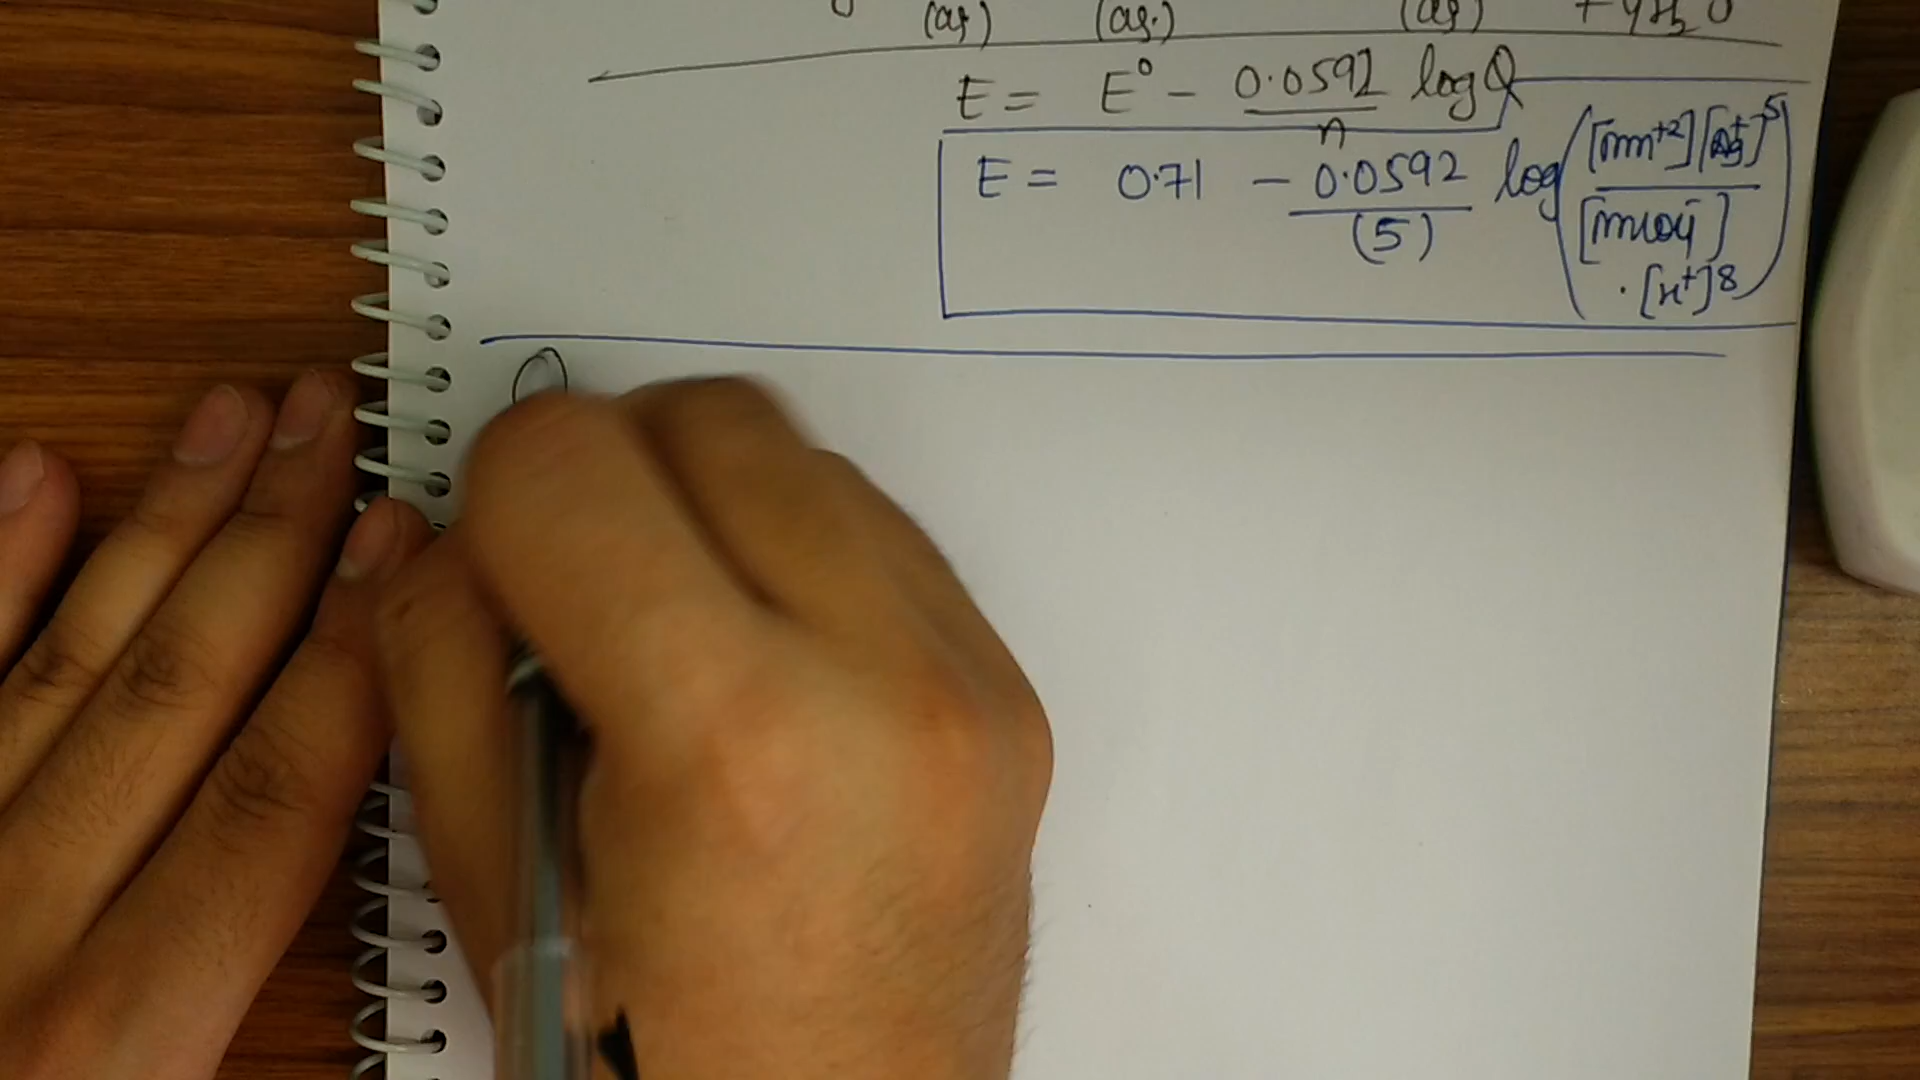 (aq) (aq.) (aq) + 4H₂O
E = E⁰ - 0.0592/n log Q
E = 0.71 - 0.0592/(5) log([Mn⁺²][Ag⁺]⁵/[MnO₄⁻]·[H⁺]⁸)
Q